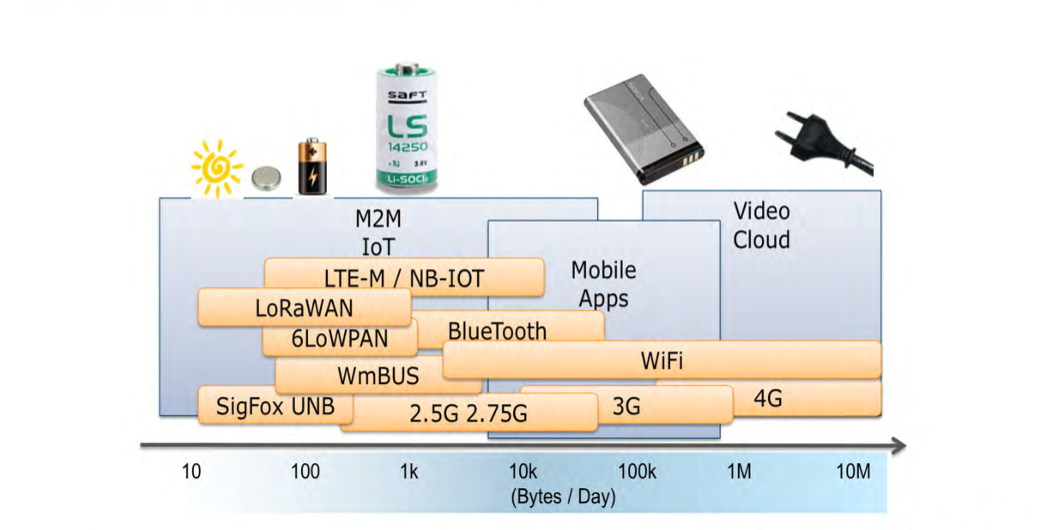 saft
LS
14250
3.6V
Li-SOCl₂
M2M
IoT
Video
Cloud
LTE-M / NB-IOT
Mobile
Apps
LoRaWAN
BlueTooth
6LoWPAN
WiFi
WmBUS
SigFox UNB
2.5G 2.75G
3G
4G
10 100 1k 10k 100k 1M 10M
(Bytes / Day)